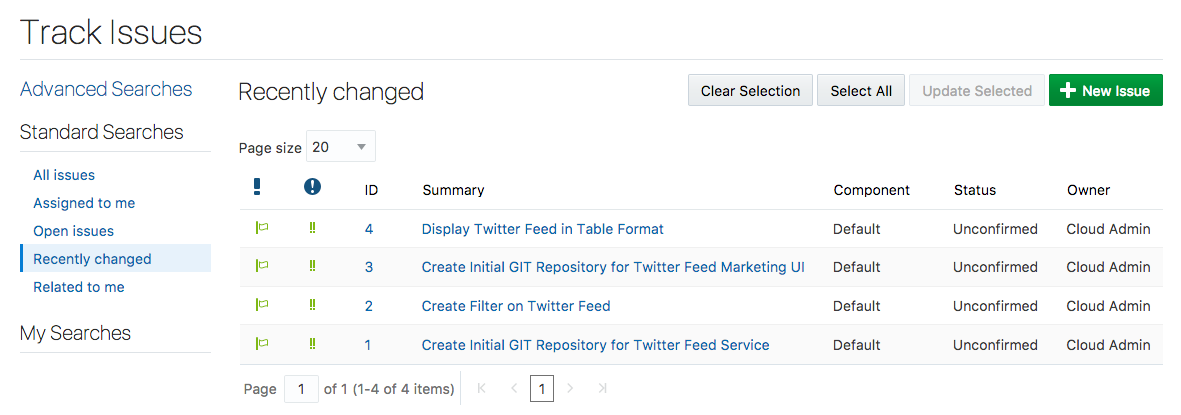 Track Issues
Advanced Searches
Standard Searches
All issues
Assigned to me
Open issues
Recently changed
Related to me
My Searches
Recently changed
Clear Selection Select All Update Selected New Issue
Page size 20
ID Summary Component Status Owner
4 Display Twitter Feed in Table Format Default Unconfirmed Cloud Admin
3 Create Initial GIT Repository for Twitter Feed Marketing UI Default Unconfirmed Cloud Admin
2 Create Filter on Twitter Feed Default Unconfirmed Cloud Admin
1 Create Initial GIT Repository for Twitter Feed Service Default Unconfirmed Cloud Admin
Page 1 of 1 (1-4 of 4 items) 1